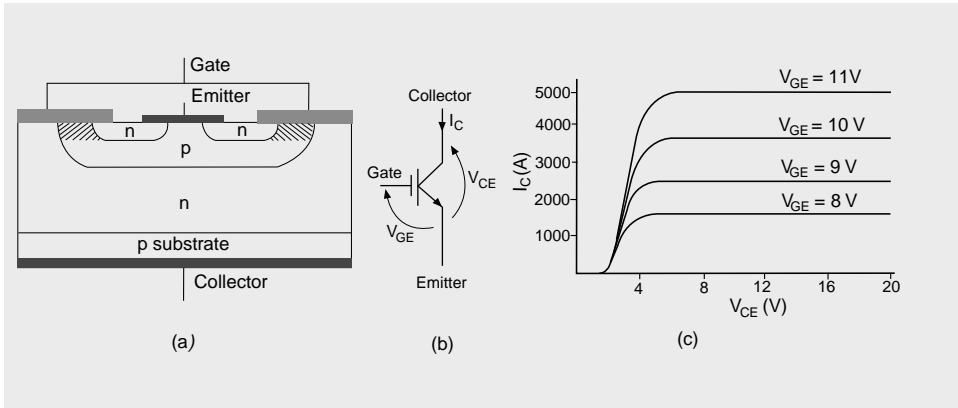 Gate
Emitter
n
n
p
n
p substrate
Collector
(a)
Collector
I_C
Gate
V_CE
V_GE
Emitter
(b)
I_C (A)
5000
4000
3000
2000
1000
V_GE = 11V
V_GE = 10 V
V_GE = 9 V
V_GE = 8 V
4
8
12
16
20
V_CE (V)
(c)